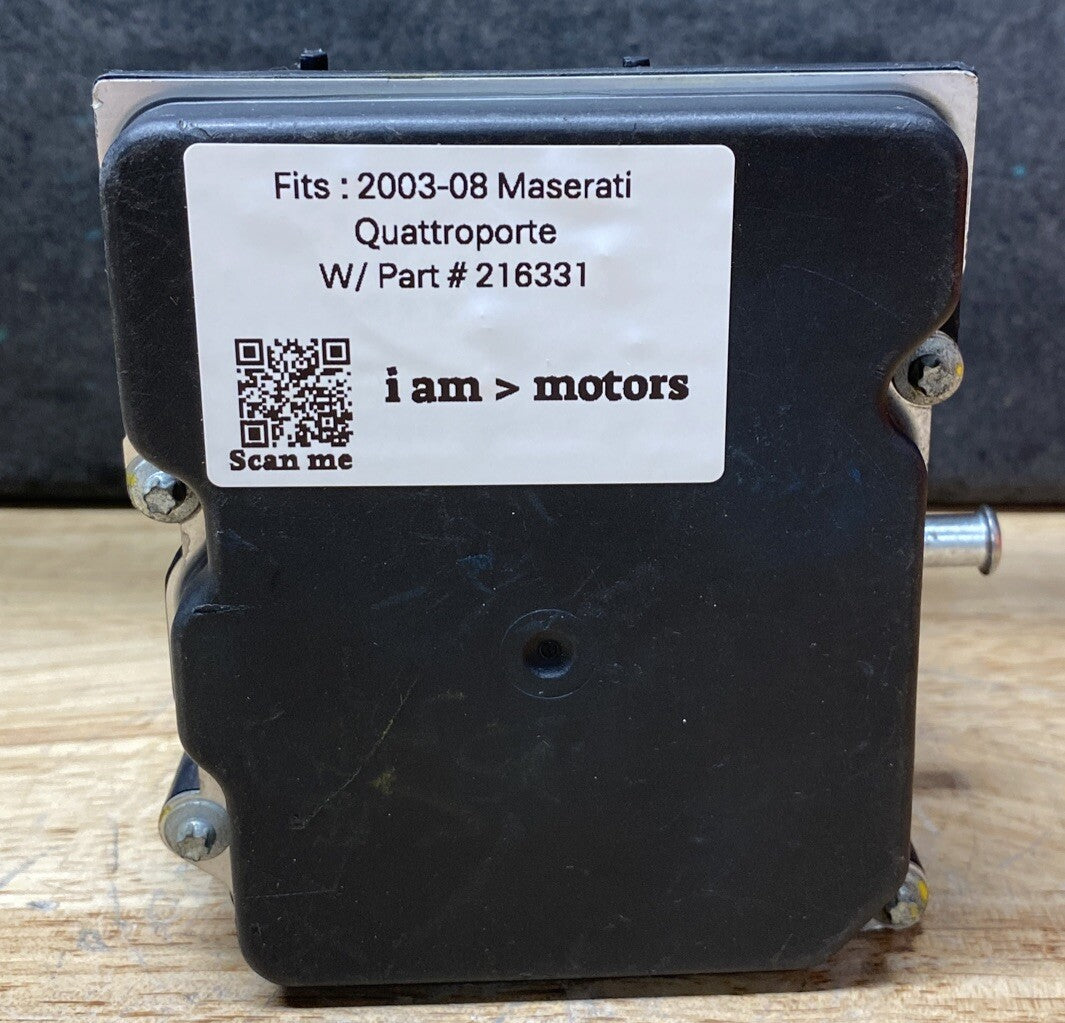 Fits : 2003-08 Maserati
Quattroporte
W/ Part # 216331
i am > motors
Scan me